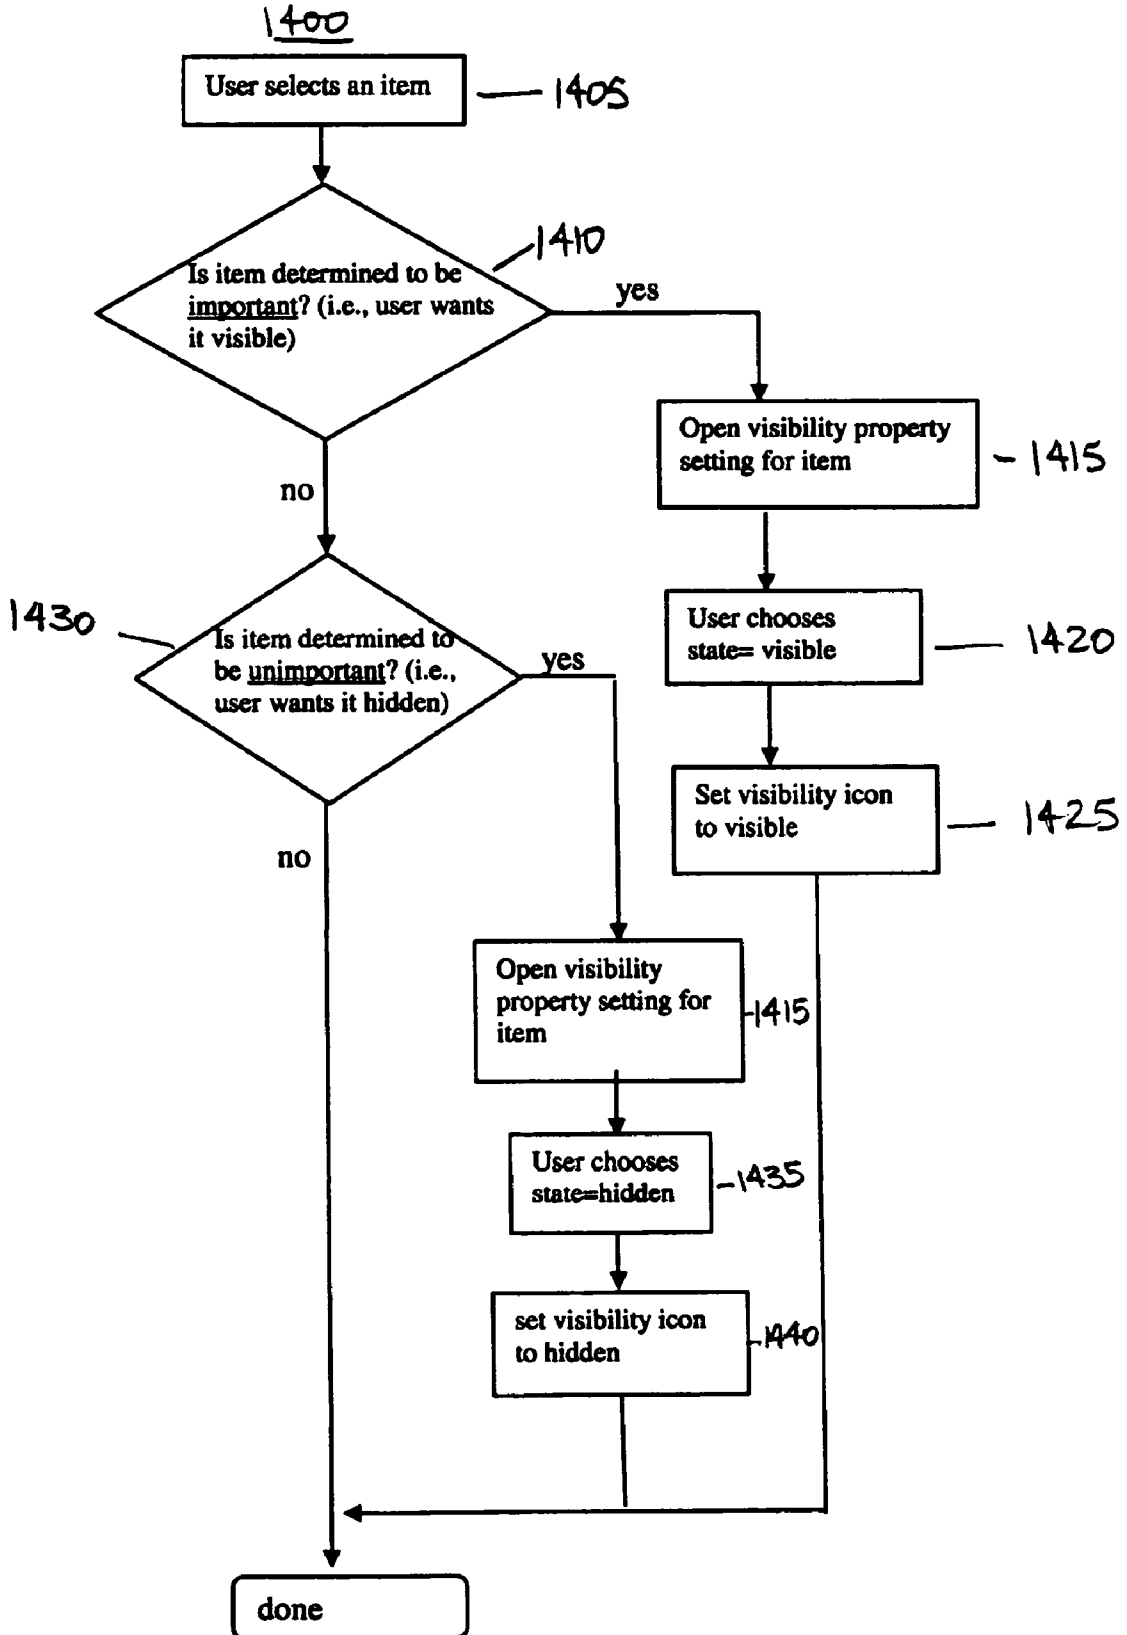 1400
User selects an item
1405
1410
Is item determined to be
important? (i.e., user wants
it visible)
yes
Open visibility property
setting for item
1415
no
User chooses
state= visible
1420
1430
Is item determined to
be unimportant? (i.e.,
user wants it hidden)
yes
Set visibility icon
to visible
1425
no
Open visibility
property setting for
item
1415
User chooses
state=hidden
1435
set visibility icon
to hidden
1440
done